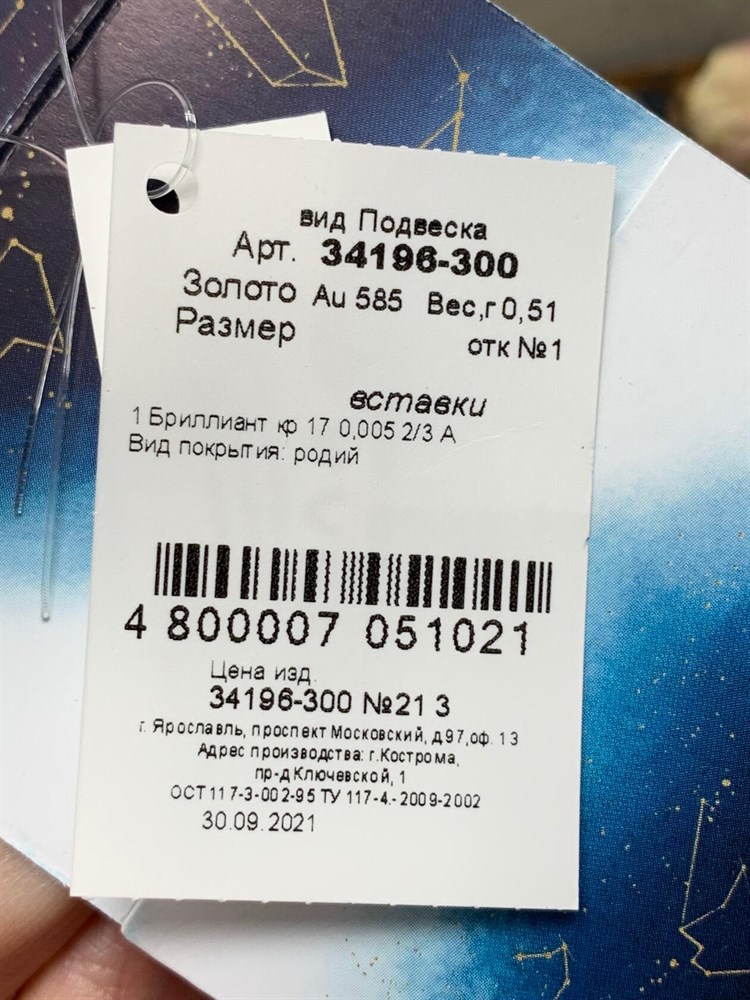 вид Подвеска
Арт. 34196-300
Золото Au 585 Вес,г 0,51
Размер отк №1
вставки
1 Бриллиант кр 17 0,005 2/3 А
Вид покрытия: родий
4 800007 051021
Цена изд.
34196-300 №21 3
г. Ярославль, проспект Московский, д97,оф. 13
Адрес производства: г.Кострома,
пр-д Ключевской, 1
ОСТ 117-3-002-95 ТУ 117-4.-2009-2002
30.09.2021